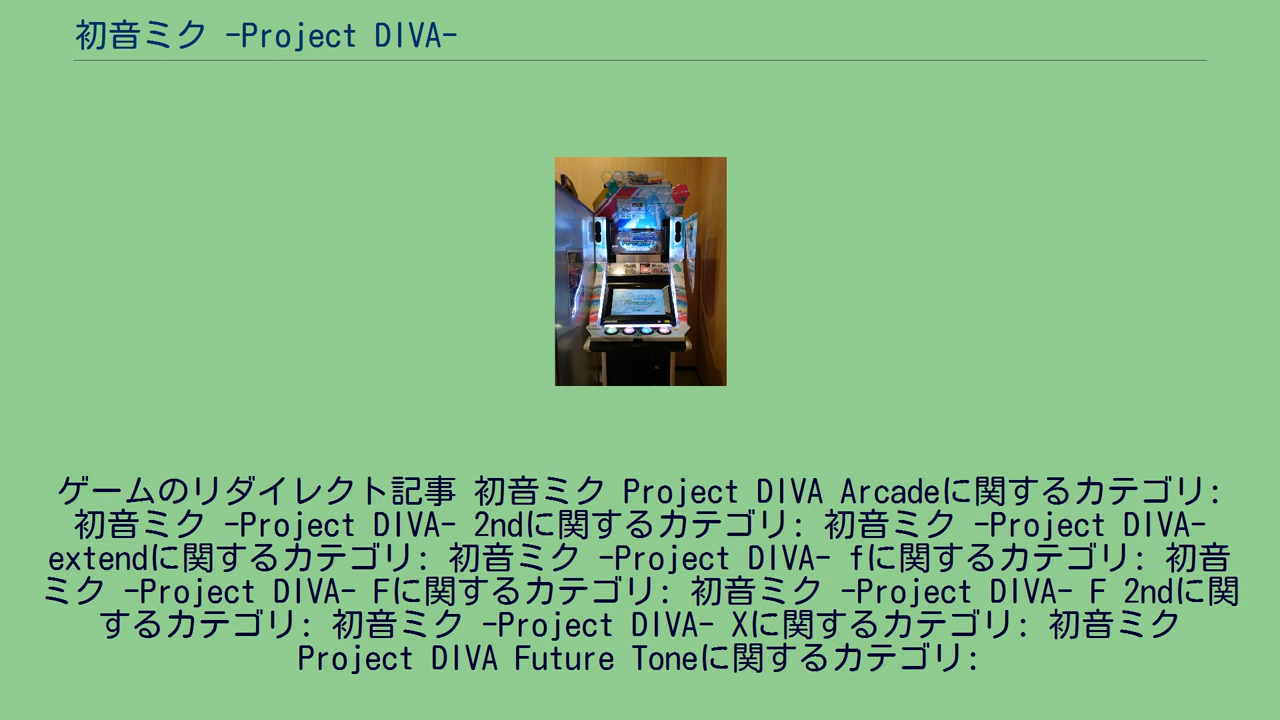 初音ミク -Project DIVA-
ゲームのリダイレクト記事 初音ミク Project DIVA Arcadeに関するカテゴリ:
初音ミク -Project DIVA- 2ndに関するカテゴリ: 初音ミク -Project DIVA-
extendに関するカテゴリ: 初音ミク -Project DIVA- fに関するカテゴリ: 初音
ミク -Project DIVA- Fに関するカテゴリ: 初音ミク -Project DIVA- F 2ndに関
するカテゴリ: 初音ミク -Project DIVA- Xに関するカテゴリ: 初音ミク
Project DIVA Future Toneに関するカテゴリ: